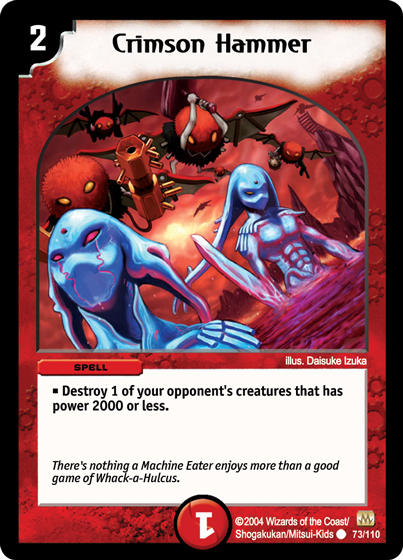 2
Crimson Hammer
illus. Daisuke Izuka
SPELL
▪ Destroy 1 of your opponent's creatures that has
power 2000 or less.
There's nothing a Machine Eater enjoys more than a good
game of Whack-a-Hulcus.
1
©2004 Wizards of the Coast/
Shogakukan/Mitsui-Kids ● 73/110